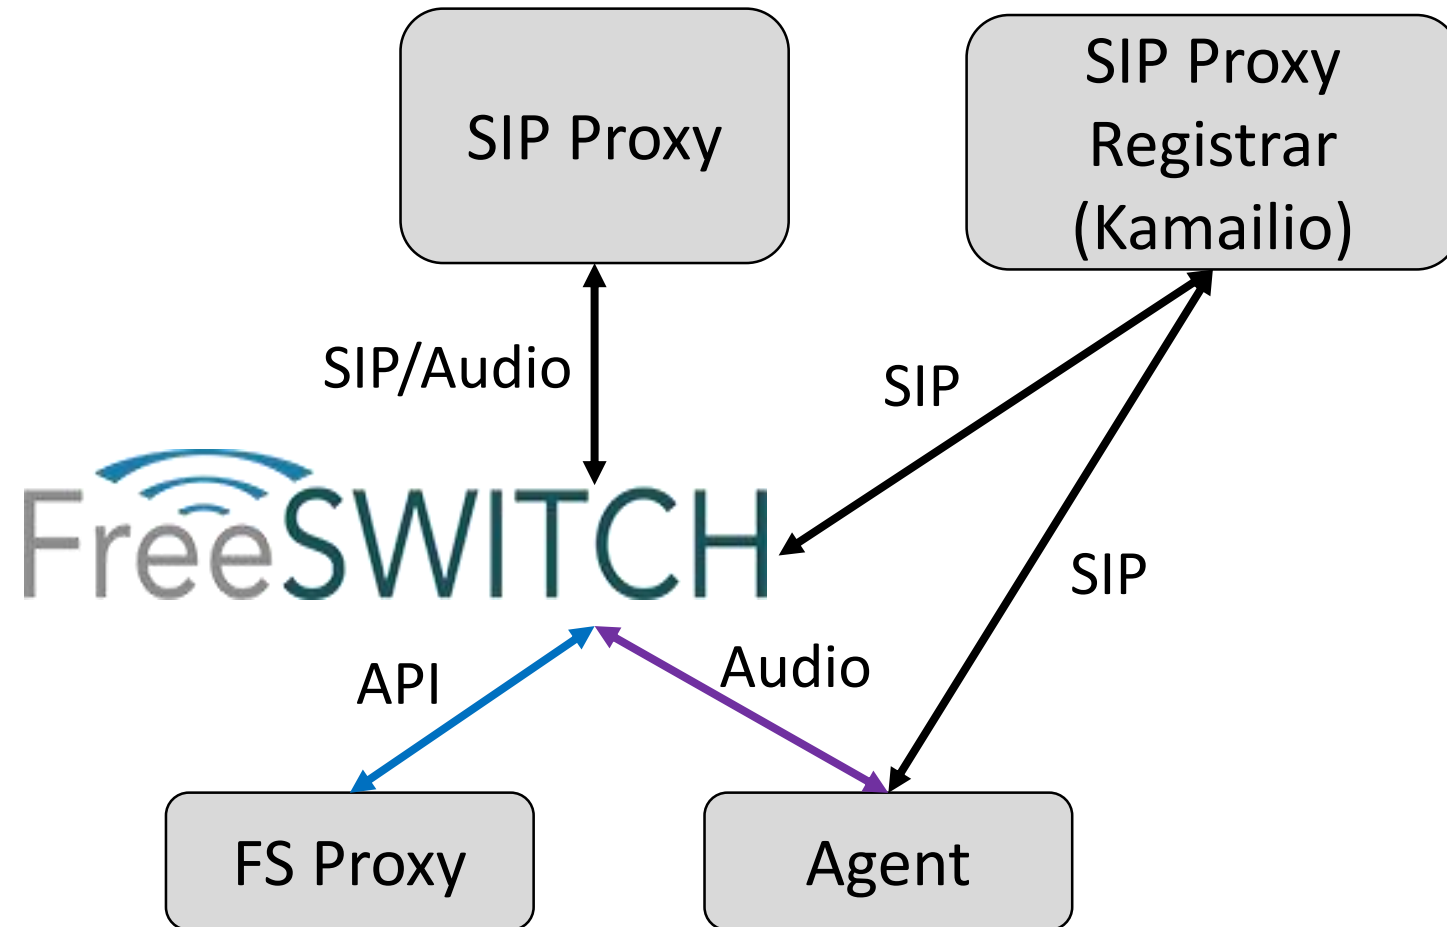 SIP Proxy
SIP Proxy
Registrar
(Kamailio)
SIP/Audio
SIP
FreeSWITCH
SIP
API
Audio
FS Proxy
Agent